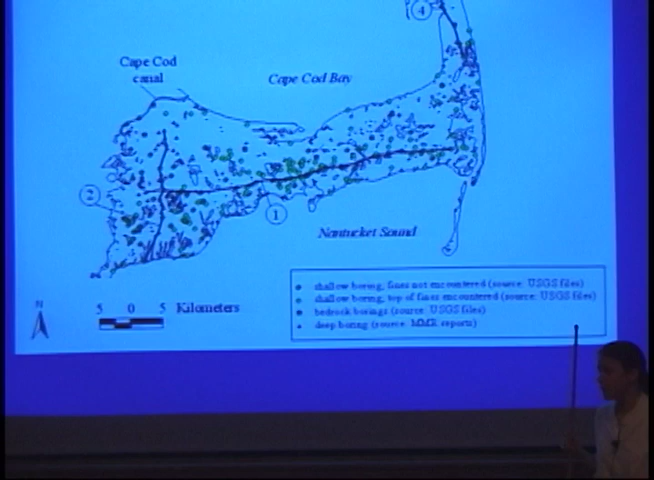 4
Cape Cod
canal
Cape Cod Bay
2
1
Nantucket Sound
shallow boring, fines not encountered (source: USGS files)
shallow boring, top of fines encountered (source: USGS files)
bedrock borings (source: USGS files)
deep boring (source: MMR reports)
N
5 0 5 Kilometers